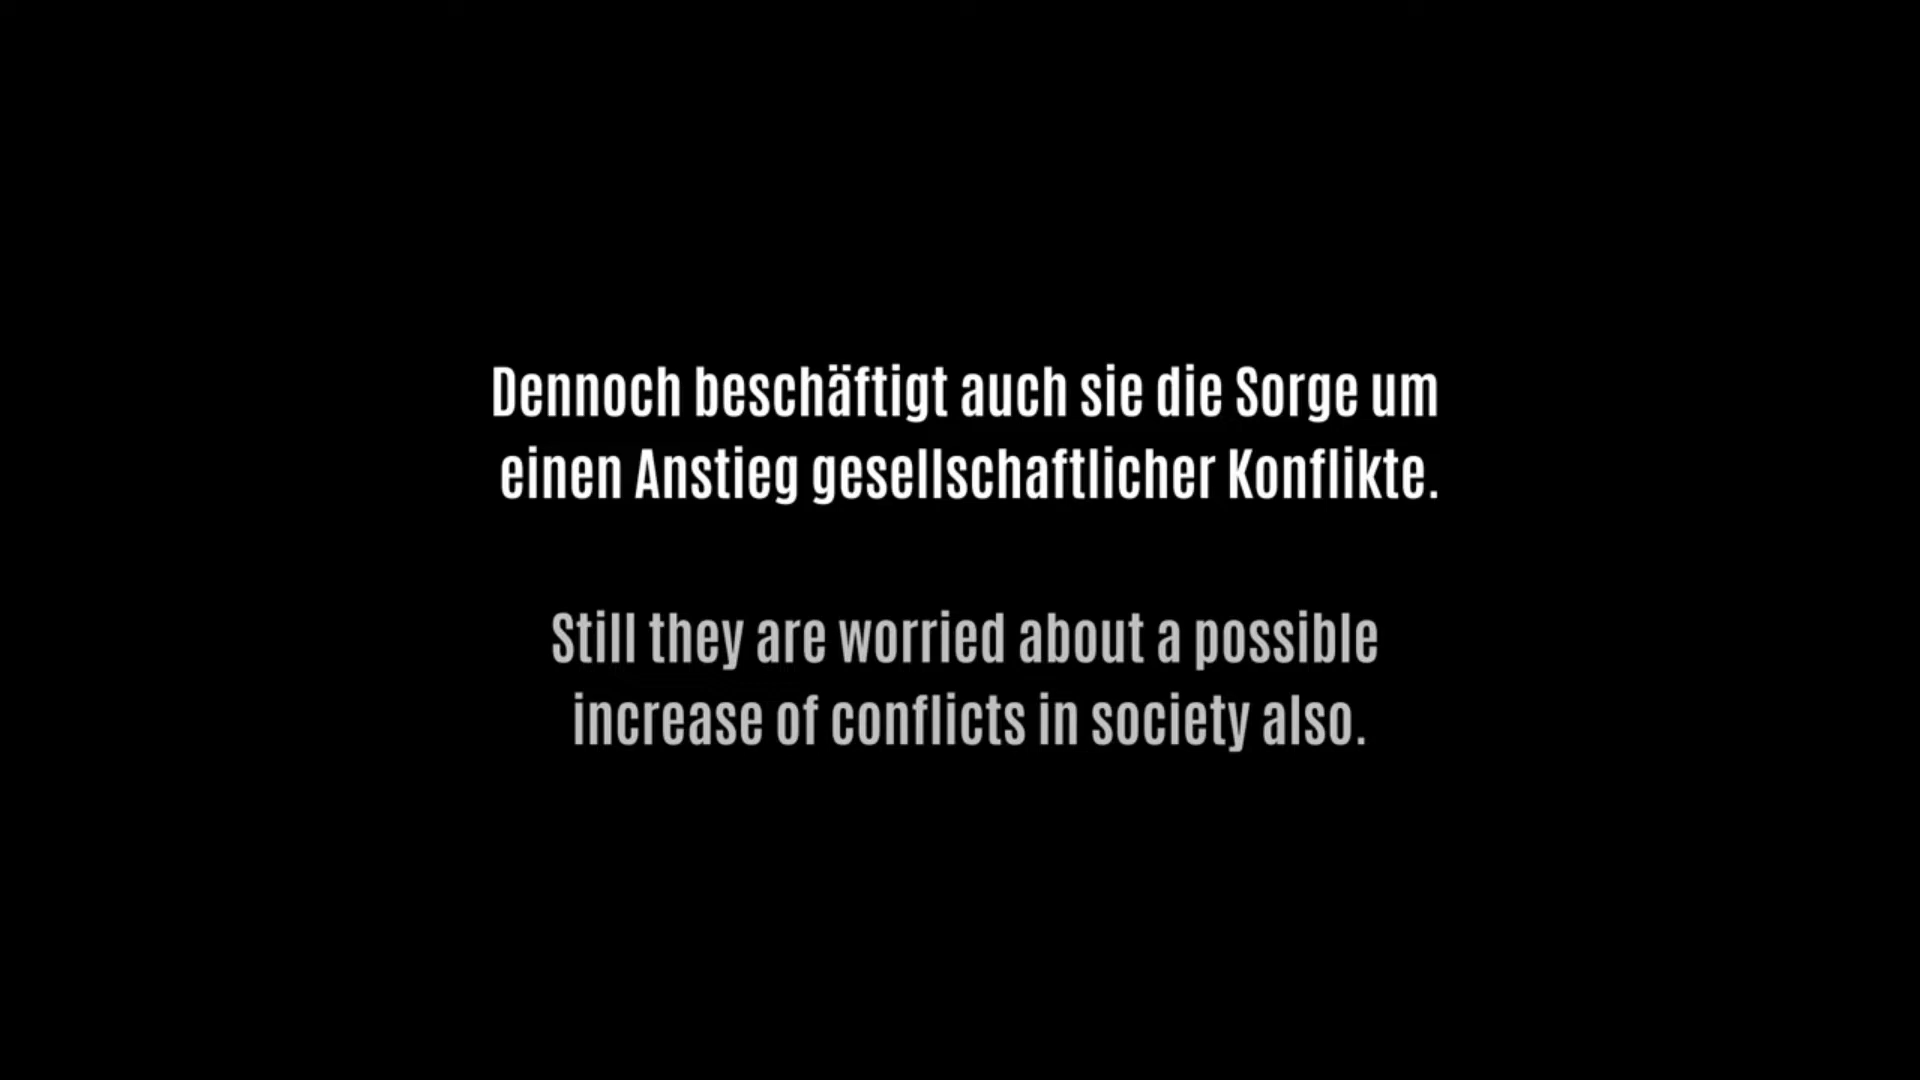 Dennoch beschäftigt auch sie die Sorge um
einen Anstieg gesellschaftlicher Konflikte.
Still they are worried about a possible
increase of conflicts in society also.